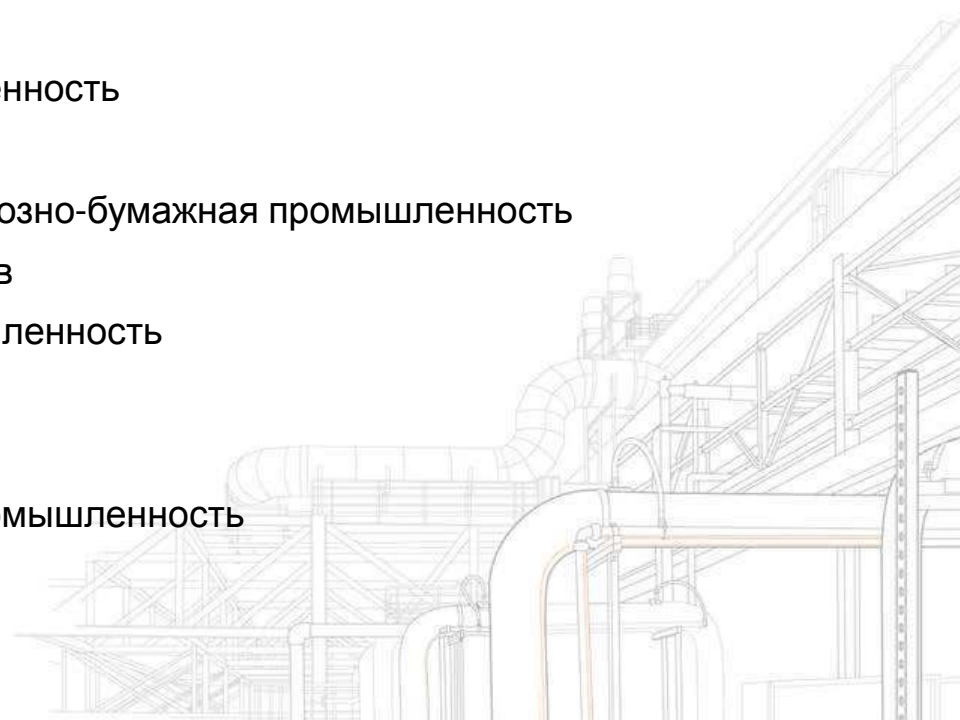 енность
озно-бумажная промышленность
в
ленность
омышленность